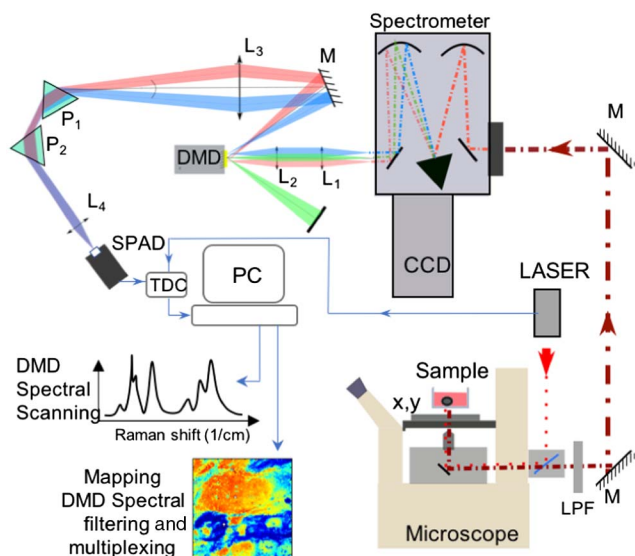 Spectrometer
L3
M
P1
P2
DMD
L2
L1
M
L4
SPAD
TDC
PC
CCD
LASER
DMD
Spectral
Scanning
Raman shift (1/cm)
Sample
x,y
Mapping
DMD Spectral
filtering and
multiplexing
Microscope
LPF
M